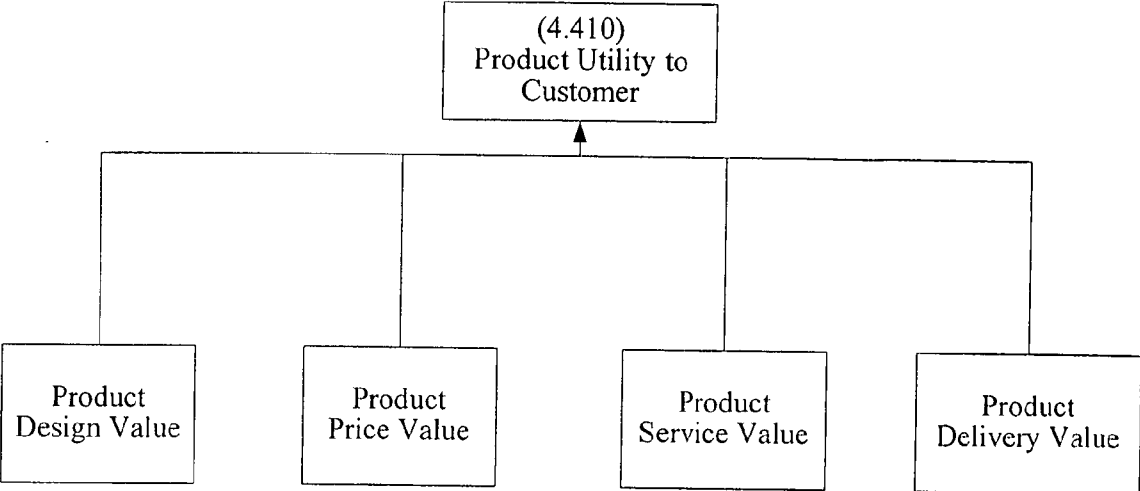 (4.410)
Product Utility to
Customer
Product
Design Value
Product
Price Value
Product
Service Value
Product
Delivery Value